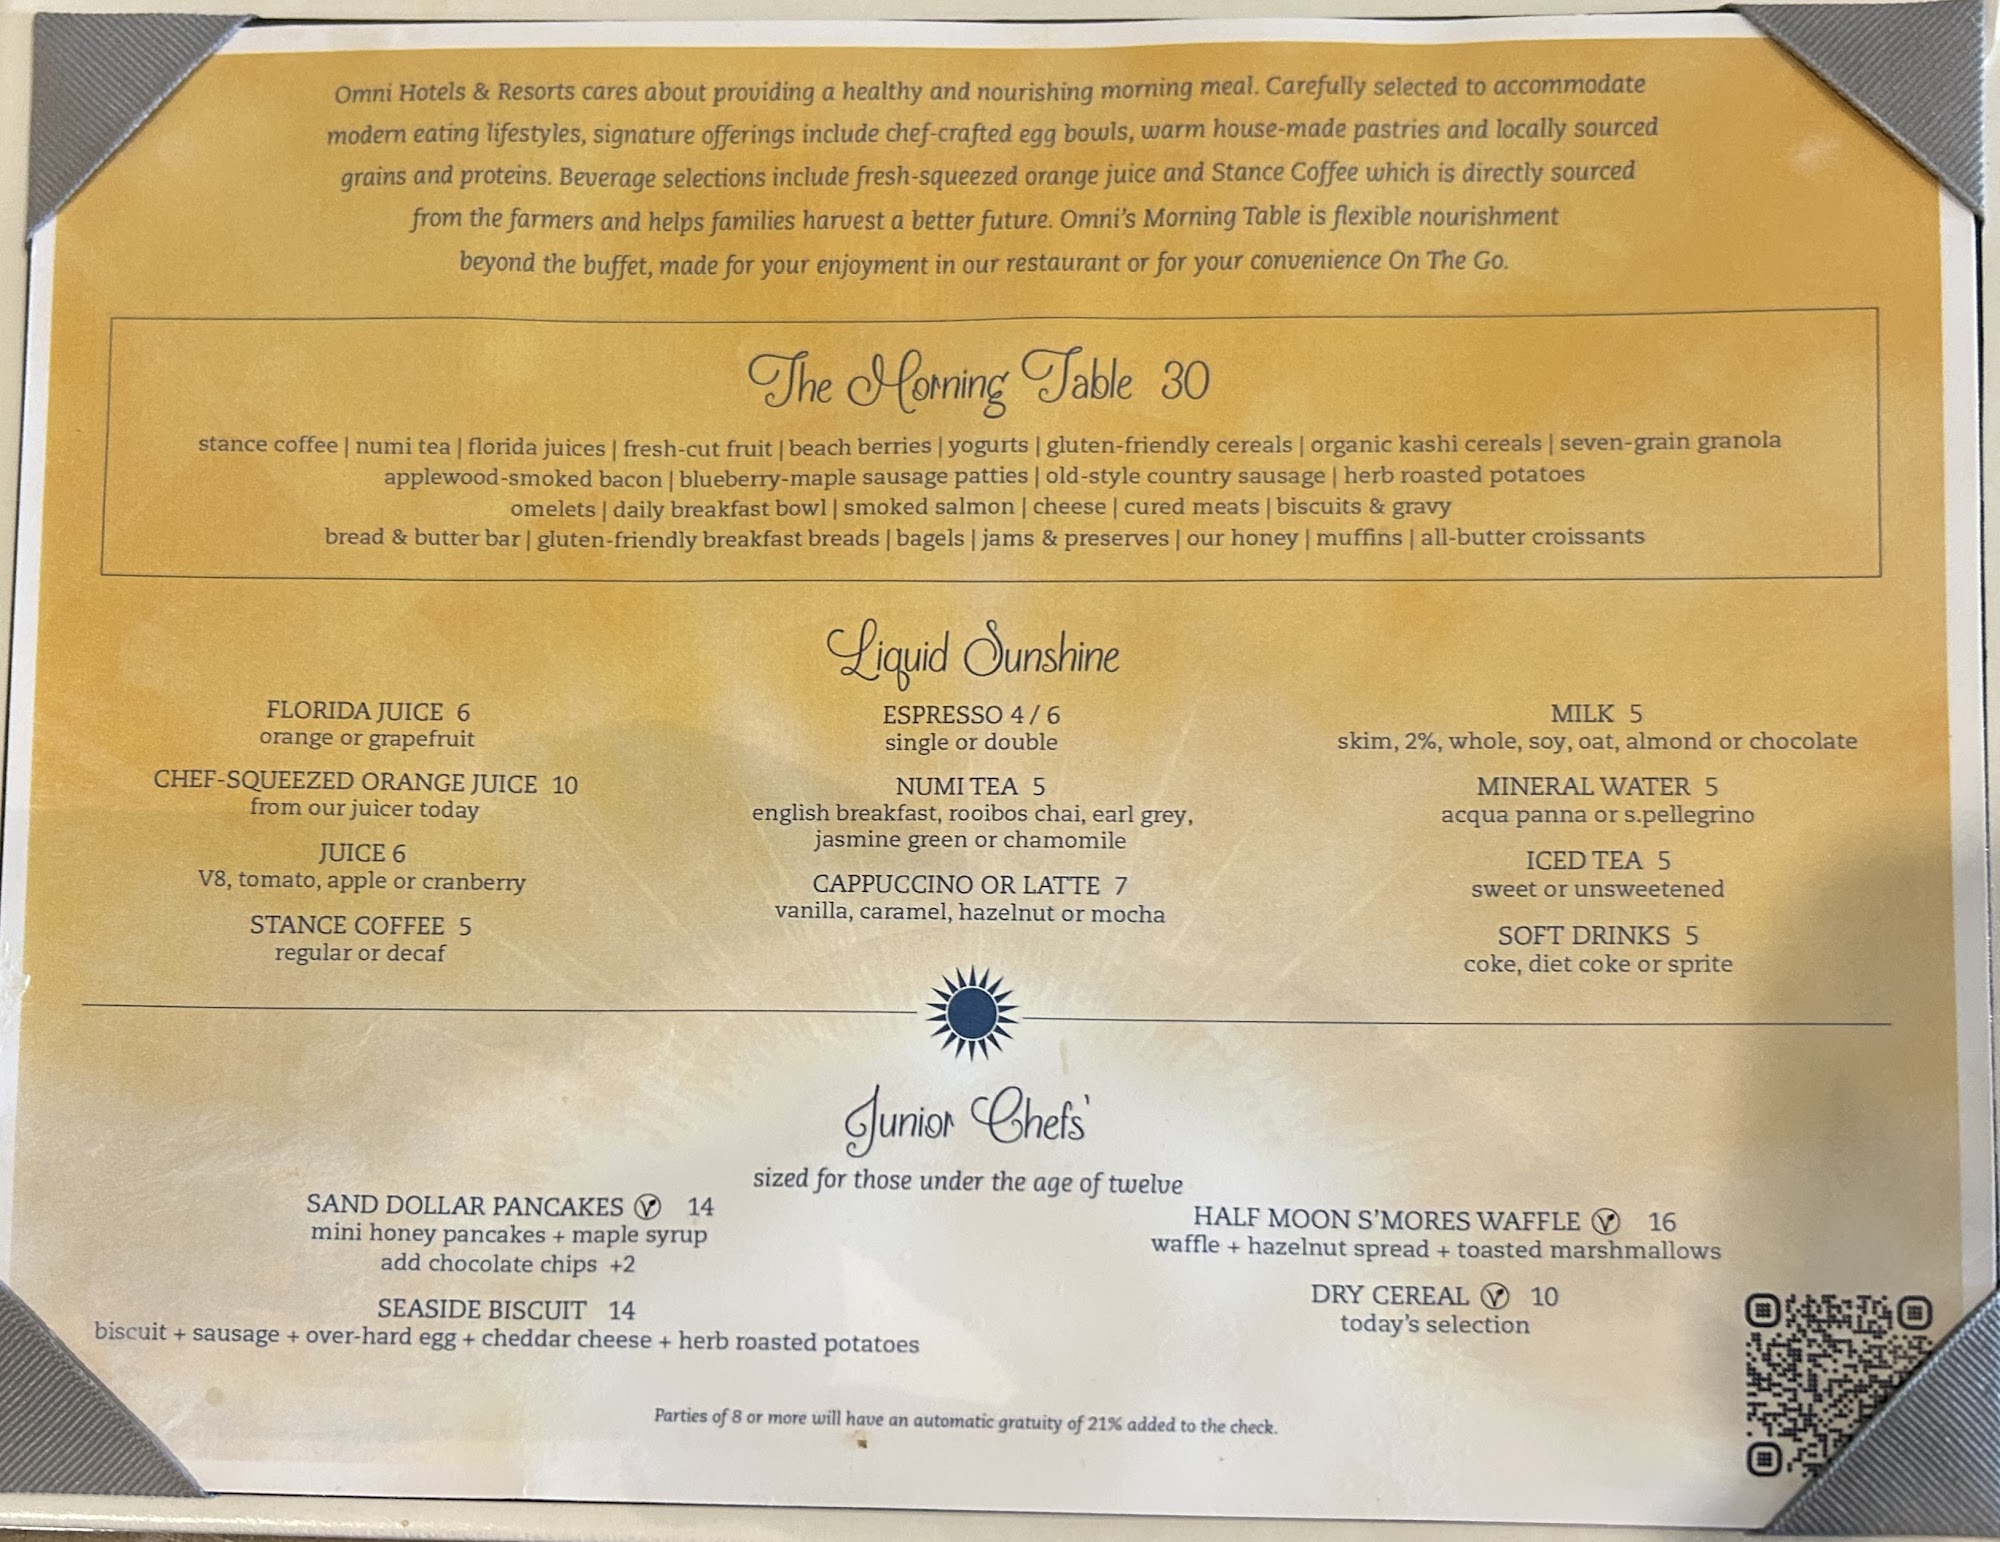 Omni Hotels & Resorts cares about providing a healthy and nourishing morning meal. Carefully selected to accommodate
modern eating lifestyles, signature offerings include chef-crafted egg bowls, warm house-made pastries and locally sourced
grains and proteins. Beverage selections include fresh-squeezed orange juice and Stance Coffee which is directly sourced
from the farmers and helps families harvest a better future. Omni's Morning Table is flexible nourishment
beyond the buffet, made for your enjoyment in our restaurant or for your convenience On The Go.
The Morning Table 30
stance coffee | numi tea | florida juices | fresh-cut fruit | beach berries | yogurts | gluten-friendly cereals | organic kashi cereals | seven-grain granola
applewood-smoked bacon | blueberry-maple sausage patties | old-style country sausage | herb roasted potatoes
omelets | daily breakfast bowl | smoked salmon | cheese | cured meats | biscuits & gravy
bread & butter bar | gluten-friendly breakfast breads | bagels | jams & preserves | our honey | muffins | all-butter croissants
Liquid Sunshine
FLORIDA JUICE 6
orange or grapefruit
CHEF-SQUEEZED ORANGE JUICE 10
from our juicer today
JUICE 6
V8, tomato, apple or cranberry
STANCE COFFEE 5
regular or decaf
ESPRESSO 4 / 6
single or double
NUMI TEA 5
english breakfast, rooibos chai, earl grey,
jasmine green or chamomile
CAPPUCCINO OR LATTE 7
vanilla, caramel, hazelnut or mocha
MILK 5
skim, 2%, whole, soy, oat, almond or chocolate
MINERAL WATER 5
acqua panna or s.pellegrino
ICED TEA 5
sweet or unsweetened
SOFT DRINKS 5
coke, diet coke or sprite
Junior Chefs'
sized for those under the age of twelve
SAND DOLLAR PANCAKES V 14
mini honey pancakes + maple syrup
add chocolate chips +2
SEASIDE BISCUIT 14
biscuit + sausage + over-hard egg + cheddar cheese + herb roasted potatoes
HALF MOON S'MORES WAFFLE V 16
waffle + hazelnut spread + toasted marshmallows
DRY CEREAL V 10
today's selection
Parties of 8 or more will have an automatic gratuity of 21% added to the check.